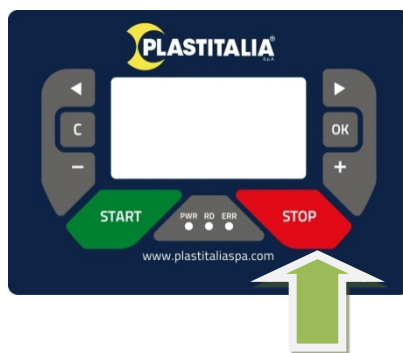 PLASTITALIA®
S.p.A.
C OK
- +
START PWR RD ERR STOP
www.plastitaliaspa.com